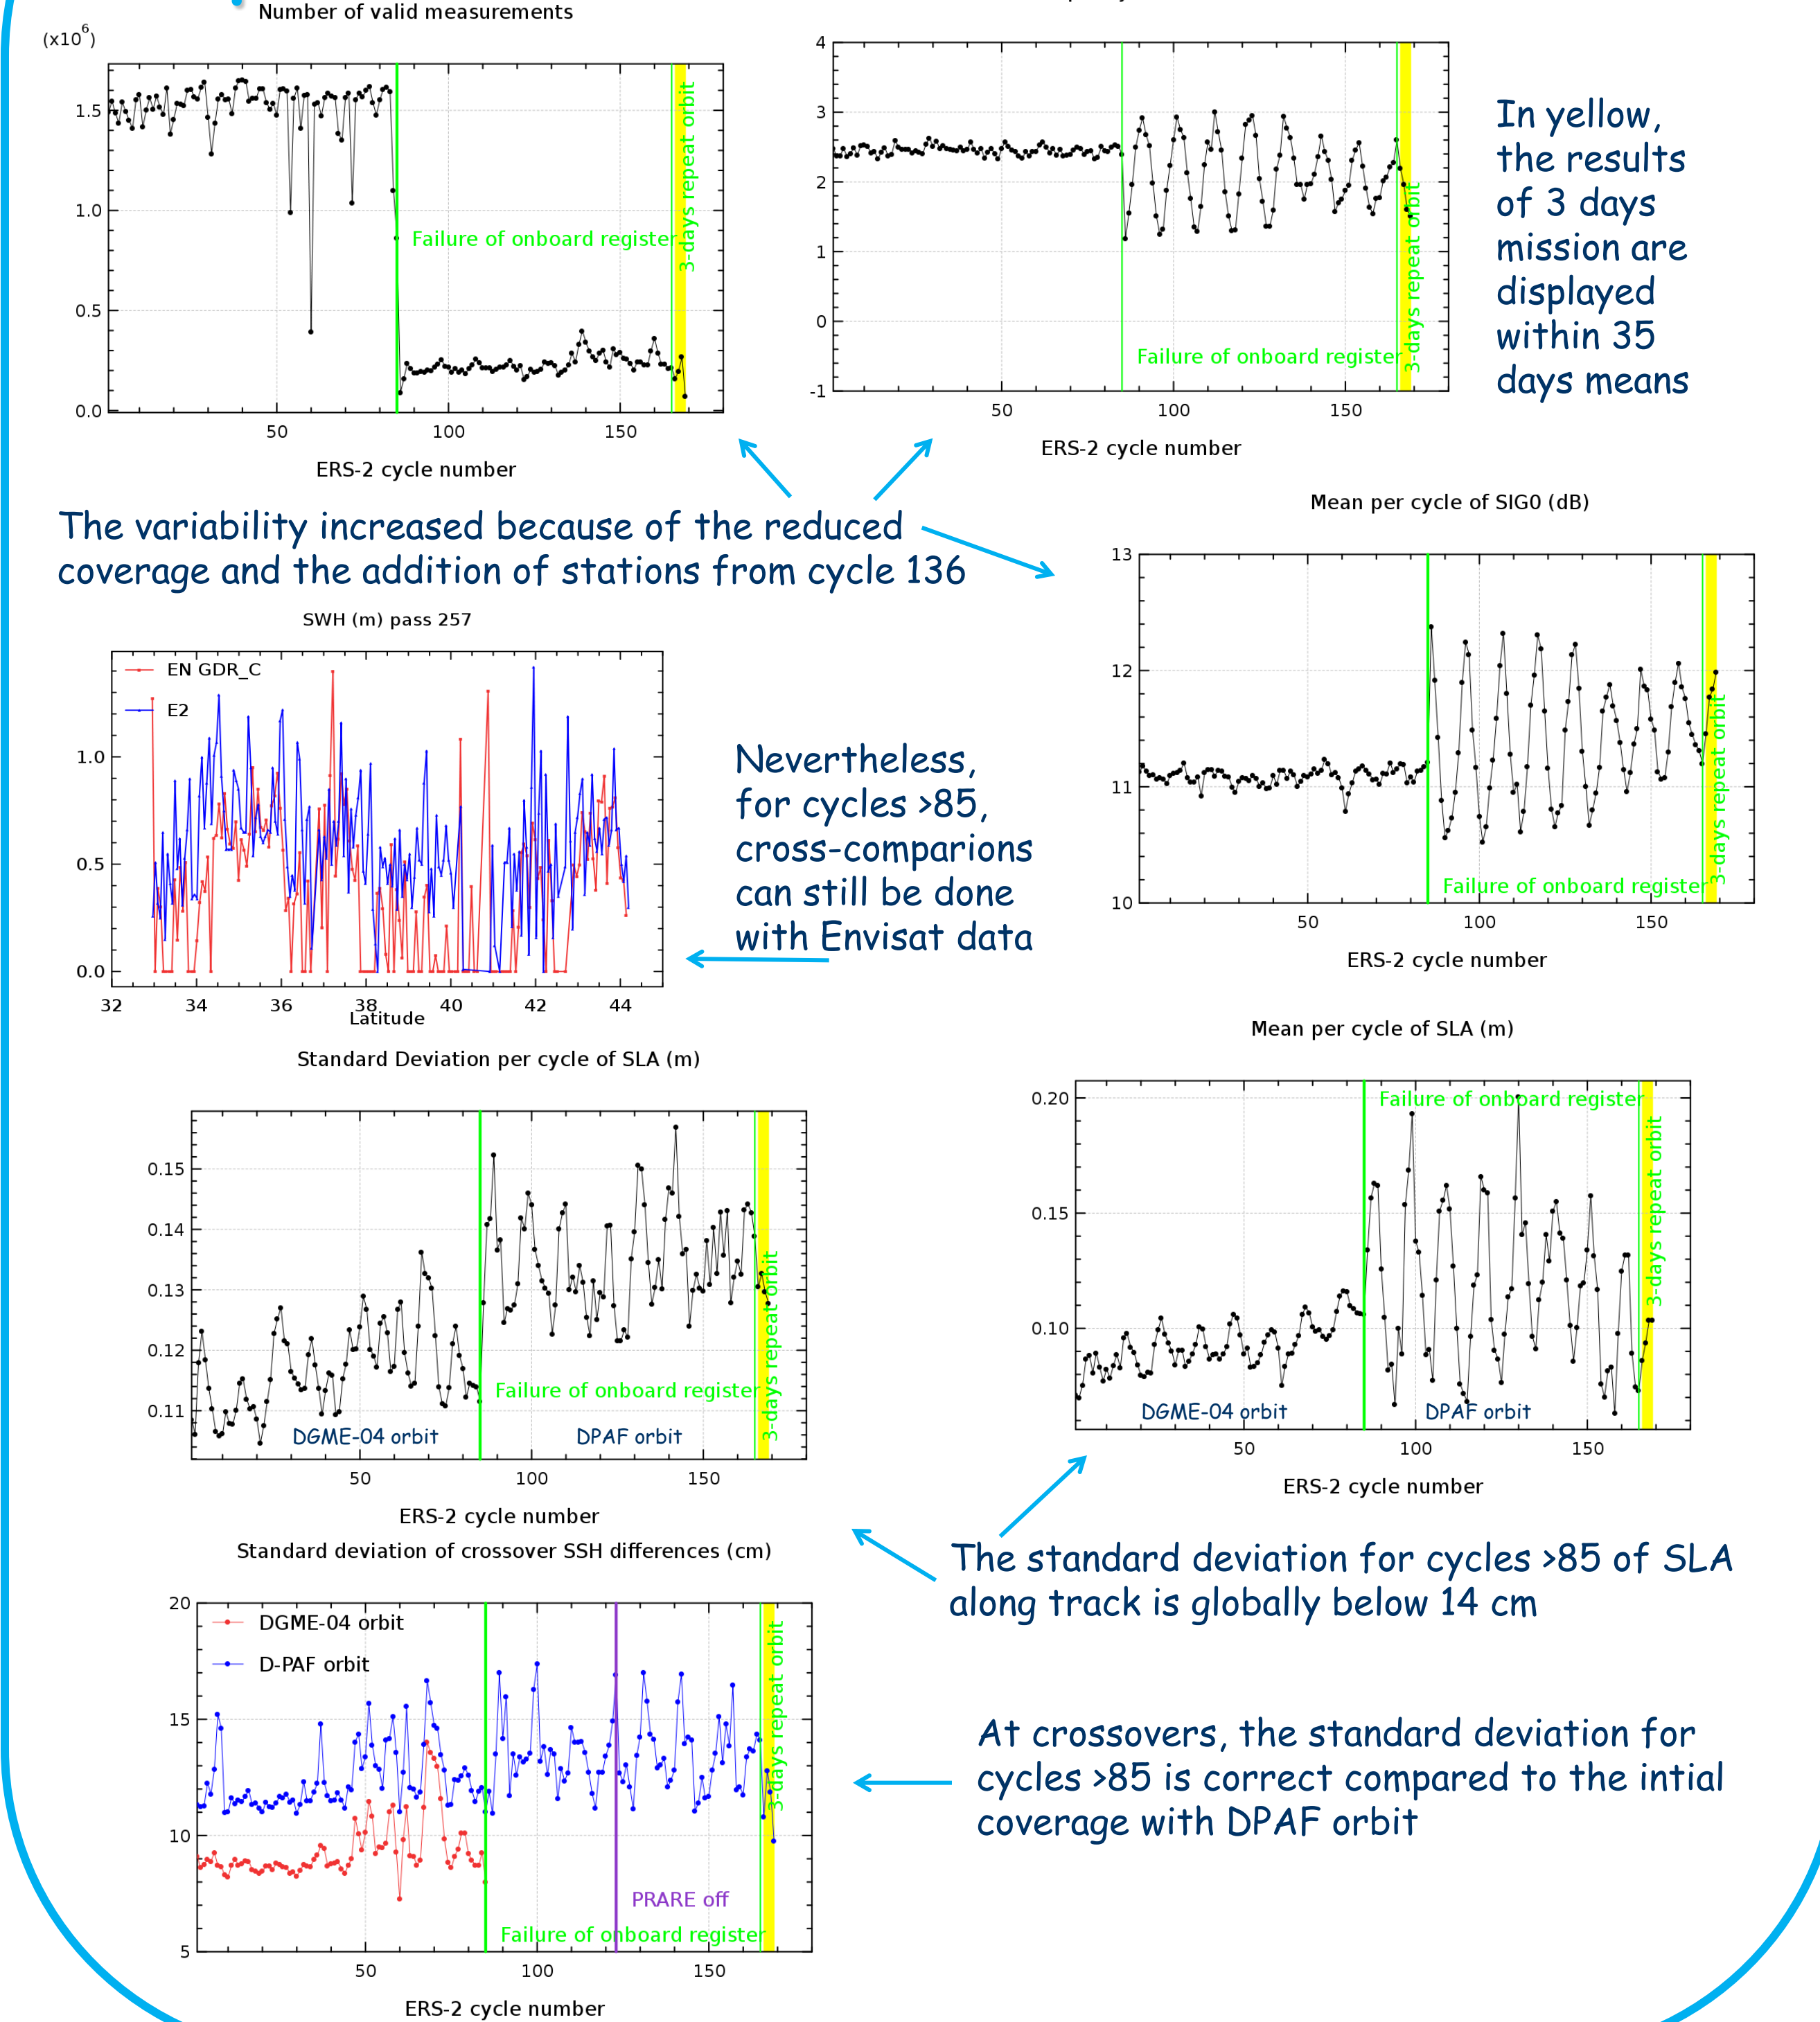 Number of valid measurements
(x10^6)
1.5
1.0
0.5
0.0
Failure of onboard register
3-days repeat orbit
50
100
150
ERS-2 cycle number
4
3
2
1
0
-1
Failure of onboard register
3-days repeat orbit
50
100
150
ERS-2 cycle number
In yellow,
the results
of 3 days
mission are
displayed
within 35
days means
The variability increased because of the reduced
coverage and the addition of stations from cycle 136
Mean per cycle of SIG0 (dB)
13
12
11
10
Failure of onboard register
3-days repeat orbit
50
100
150
ERS-2 cycle number
SWH (m) pass 257
EN GDR_C
E2
1.0
0.5
0.0
32
34
36
38
40
42
44
Latitude
Nevertheless,
for cycles >85,
cross-comparions
can still be done
with Envisat data
Standard Deviation per cycle of SLA (m)
0.15
0.14
0.13
0.12
0.11
Failure of onboard register
3-days repeat orbit
DGME-04 orbit
DPAF orbit
50
100
150
ERS-2 cycle number
Mean per cycle of SLA (m)
0.20
0.15
0.10
Failure of onboard register
3-days repeat orbit
DGME-04 orbit
DPAF orbit
50
100
150
ERS-2 cycle number
The standard deviation for cycles >85 of SLA
along track is globally below 14 cm
Standard deviation of crossover SSH differences (cm)
20
15
10
5
DGME-04 orbit
D-PAF orbit
3-days repeat orbit
PRARE off
Failure of onboard register
50
100
150
ERS-2 cycle number
At crossovers, the standard deviation for
cycles >85 is correct compared to the intial
coverage with DPAF orbit